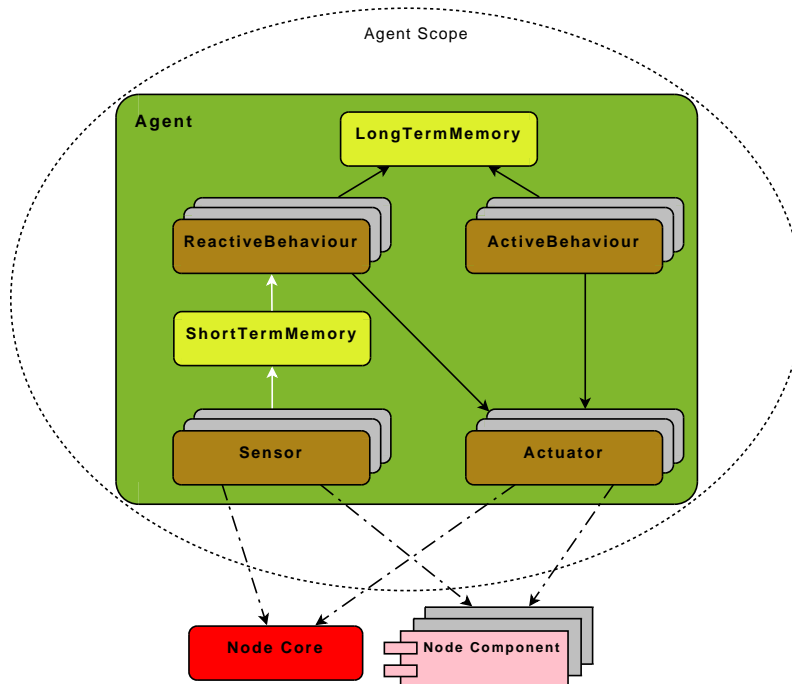 Agent Scope
Agent
LongTermMemory
ReactiveBehaviour
ActiveBehaviour
ShortTermMemory
Sensor
Actuator
Node Core
Node Component